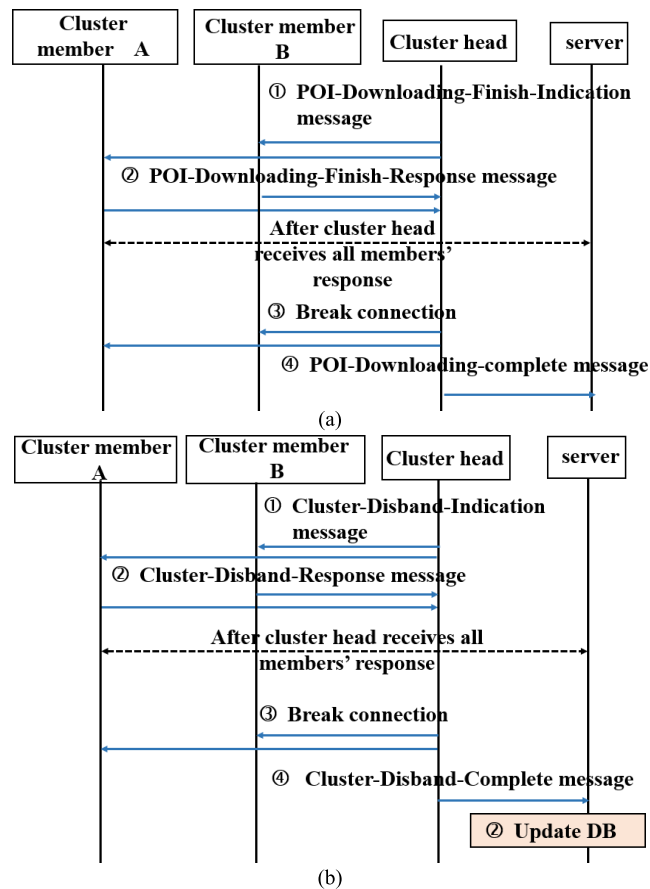 Cluster
member A
Cluster member
B
Cluster head
server
① POI-Downloading-Finish-Indication
message
② POI-Downloading-Finish-Response message
After cluster head
receives all members’
response
③ Break connection
④ POI-Downloading-complete message
(a)
Cluster member
A
Cluster member
B
Cluster head
server
① Cluster-Disband-Indication
message
② Cluster-Disband-Response message
After cluster head receives all
members’ response
③ Break connection
④ Cluster-Disband-Complete message
② Update DB
(b)